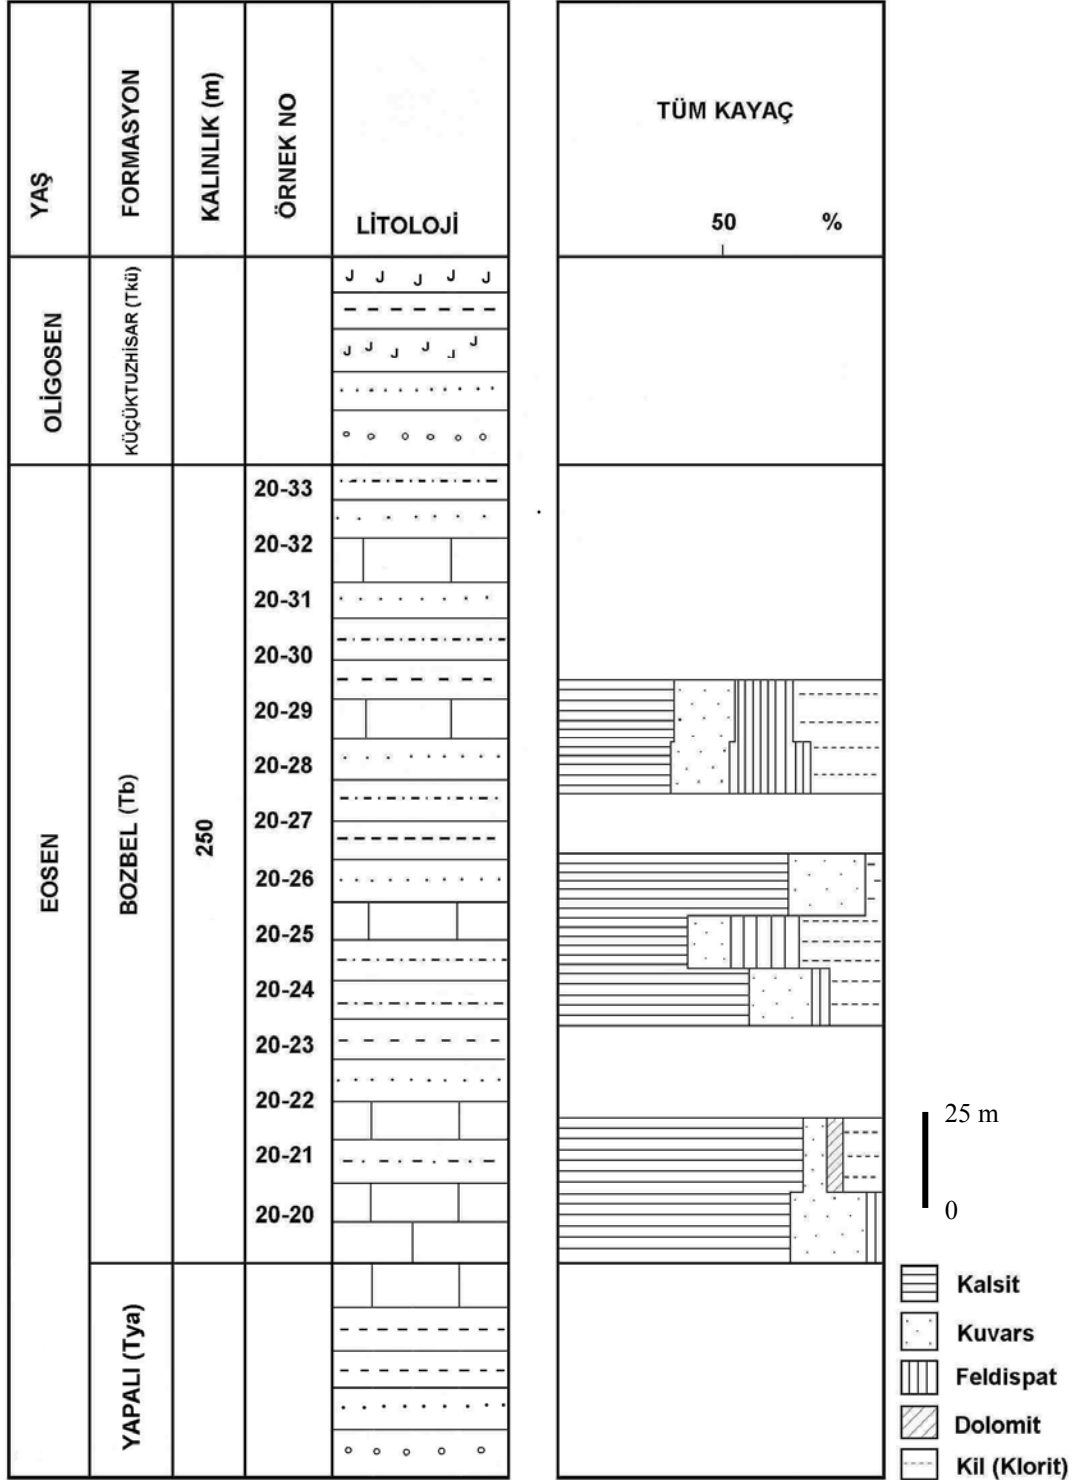 YAŞ
FORMASYON
KALINLIK (m)
ÖRNEK NO
LİTOLOJİ
TÜM KAYAÇ
50 %
OLİGOSEN
KÜÇÜKTUZHİSAR (Tkü)
EOSEN
BOZBEL (Tb)
250
20-33
20-32
20-31
20-30
20-29
20-28
20-27
20-26
20-25
20-24
20-23
20-22
20-21
20-20
YAPALI (Tya)
25 m
0
Kalsit
Kuvars
Feldispat
Dolomit
Kil (Klorit)